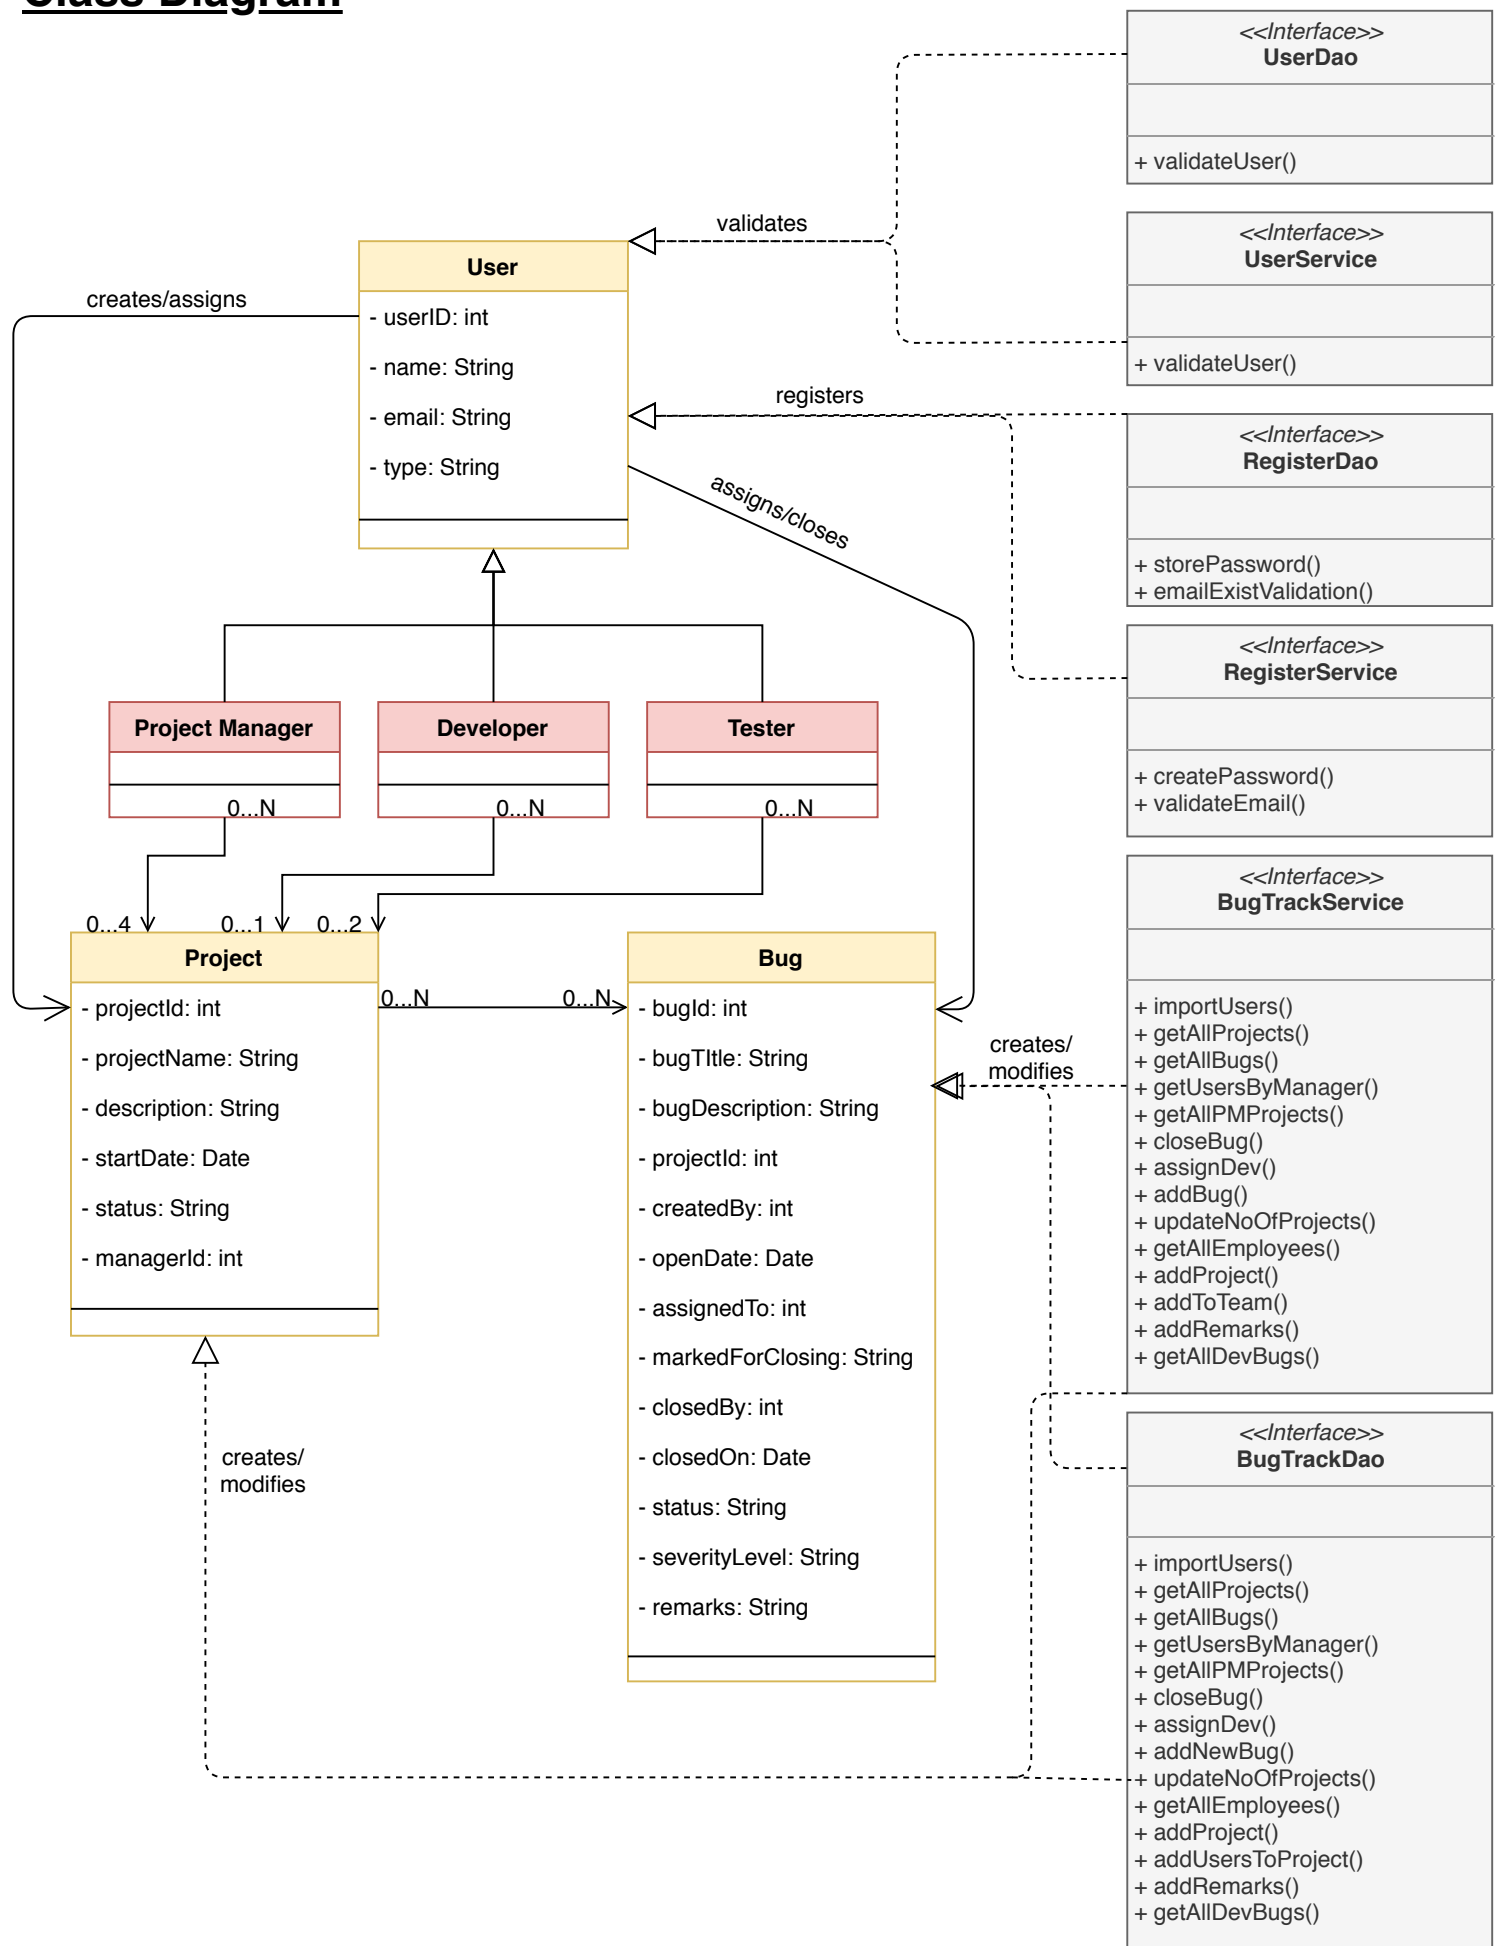 Class Diagram
<<Interface>>
UserDao
+ validateUser()
<<Interface>>
UserService
+ validateUser()
validates
User
- userID: int
- name: String
- email: String
- type: String
creates/assigns
registers
assigns/closes
<<Interface>>
RegisterDao
+ storePassword()
+ emailExistValidation()
<<Interface>>
RegisterService
+ createPassword()
+ validateEmail()
Project Manager
0...N
Developer
0...N
Tester
0...N
0...4
0...1
0...2
Project
- projectId: int
- projectName: String
- description: String
- startDate: Date
- status: String
- managerId: int
0...N
0...N
Bug
- bugId: int
- bugTItle: String
- bugDescription: String
- projectId: int
- createdBy: int
- openDate: Date
- assignedTo: int
- markedForClosing: String
- closedBy: int
- closedOn: Date
- status: String
- severityLevel: String
- remarks: String
creates/
modifies
creates/
modifies
<<Interface>>
BugTrackService
+ importUsers()
+ getAllProjects()
+ getAllBugs()
+ getUsersByManager()
+ getAllPMProjects()
+ closeBug()
+ assignDev()
+ addBug()
+ updateNoOfProjects()
+ getAllEmployees()
+ addProject()
+ addToTeam()
+ addRemarks()
+ getAllDevBugs()
<<Interface>>
BugTrackDao
+ importUsers()
+ getAllProjects()
+ getAllBugs()
+ getUsersByManager()
+ getAllPMProjects()
+ closeBug()
+ assignDev()
+ addNewBug()
+ updateNoOfProjects()
+ getAllEmployees()
+ addProject()
+ addUsersToProject()
+ addRemarks()
+ getAllDevBugs()